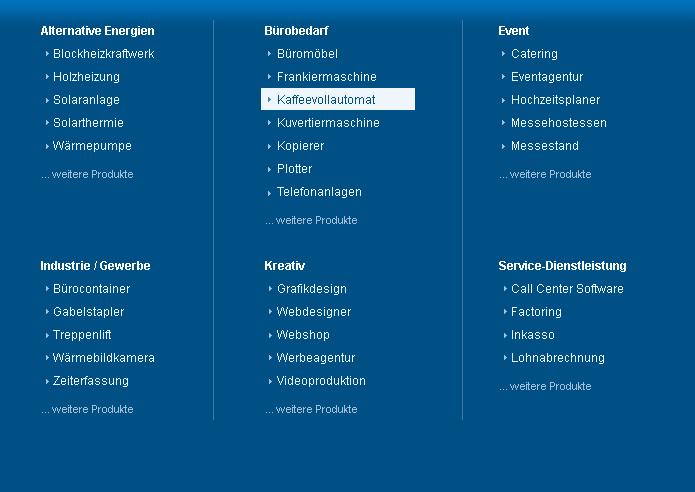 Alternative Energien
Blockheizkraftwerk
Holzheizung
Solaranlage
Solarthermie
Wärmepumpe
... weitere Produkte
Bürobedarf
Büromöbel
Frankiermaschine
Kaffeevollautomat
Kuvertiermaschine
Kopierer
Plotter
Telefonanlagen
... weitere Produkte
Event
Catering
Eventagentur
Hochzeitsplaner
Messehostessen
Messestand
... weitere Produkte
Industrie / Gewerbe
Bürocontainer
Gabelstapler
Treppenlift
Wärmebildkamera
Zeiterfassung
... weitere Produkte
Kreativ
Grafikdesign
Webdesigner
Webshop
Werbeagentur
Videoproduktion
... weitere Produkte
Service-Dienstleistung
Call Center Software
Factoring
Inkasso
Lohnabrechnung
... weitere Produkte